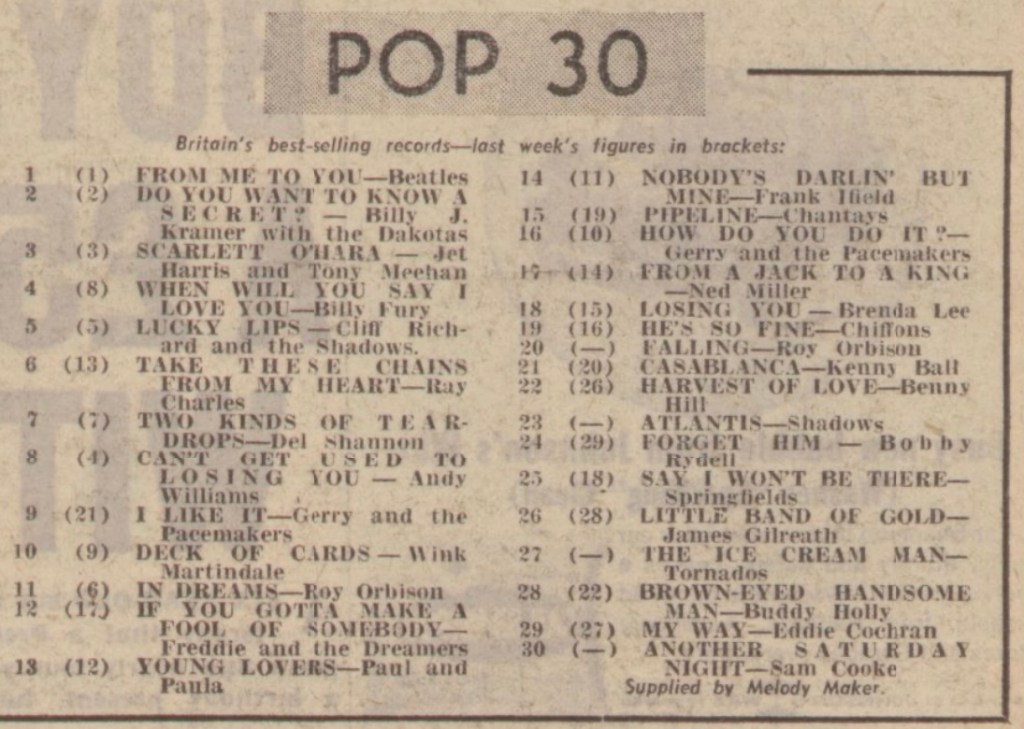 POP 30
Britain's best-selling records—last week's figures in brackets:
1 (1) FROM ME TO YOU—Beatles
2 (2) DO YOU WANT TO KNOW A
SECRET? — Billy J.
Kramer with the Dakotas
3 (3) SCARLETT O'HARA — Jet
Harris and Tony Meehan
4 (8) WHEN WILL YOU SAY I
LOVE YOU—Billy Fury
5 (5) LUCKY LIPS — Cliff Rich-
ard and the Shadows.
6 (13) TAKE THESE CHAINS
FROM MY HEART—Ray
Charles
7 (7) TWO KINDS OF TEAR-
DROPS—Del Shannon
8 (4) CAN'T GET USED TO
LOSING YOU — Andy
Williams
9 (21) I LIKE IT—Gerry and the
Pacemakers
10 (9) DECK OF CARDS — Wink
Martindale
11 (6) IN DREAMS—Roy Orbison
12 (17) IF YOU GOTTA MAKE A
FOOL OF SOMEBODY—
Freddie and the Dreamers
13 (12) YOUNG LOVERS—Paul and
Paula
14 (11) NOBODY'S DARLIN' BUT
MINE—Frank Ifield
15 (19) PIPELINE—Chantays
16 (10) HOW DO YOU DO IT?—
Gerry and the Pacemakers
17 (14) FROM A JACK TO A KING
—Ned Miller
18 (15) LOSING YOU — Brenda Lee
19 (16) HE'S SO FINE—Chiffons
20 (—) FALLING—Roy Orbison
21 (20) CASABLANCA—Kenny Ball
22 (26) HARVEST OF LOVE—Benny
Hill
23 (—) ATLANTIS—Shadows
24 (29) FORGET HIM — Bobby
Rydell
25 (18) SAY I WON'T BE THERE—
Springfields
26 (28) LITTLE BAND OF GOLD—
James Gilreath
27 (—) THE ICE CREAM MAN—
Tornados
28 (22) BROWN-EYED HANDSOME
MAN—Buddy Holly
29 (27) MY WAY—Eddie Cochran
30 (—) ANOTHER SATURDAY
NIGHT—Sam Cooke
Supplied by Melody Maker.